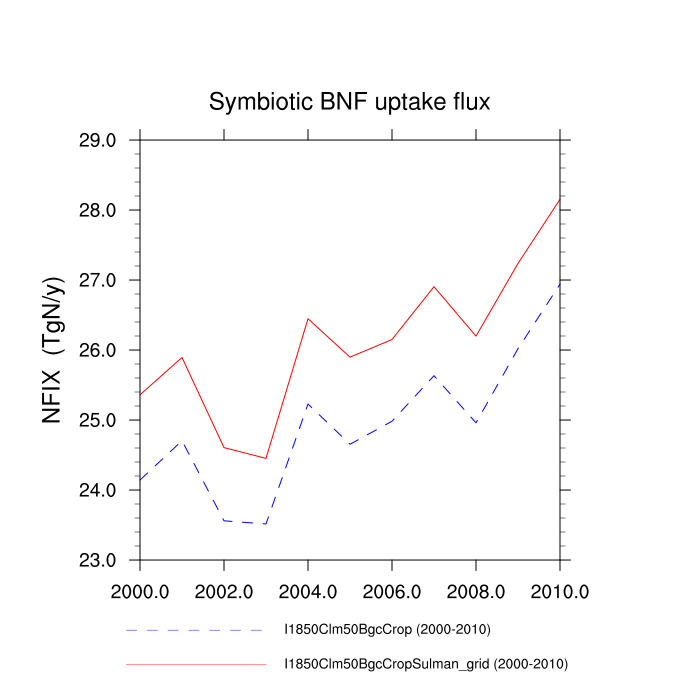 Symbiotic BNF uptake flux
29.0
28.0
27.0
26.0
25.0
24.0
23.0
NFIX (TgN/y)
2000.0 2002.0 2004.0 2006.0 2008.0 2010.0
I1850Clm50BgcCrop (2000-2010)
I1850Clm50BgcCropSulman_grid (2000-2010)